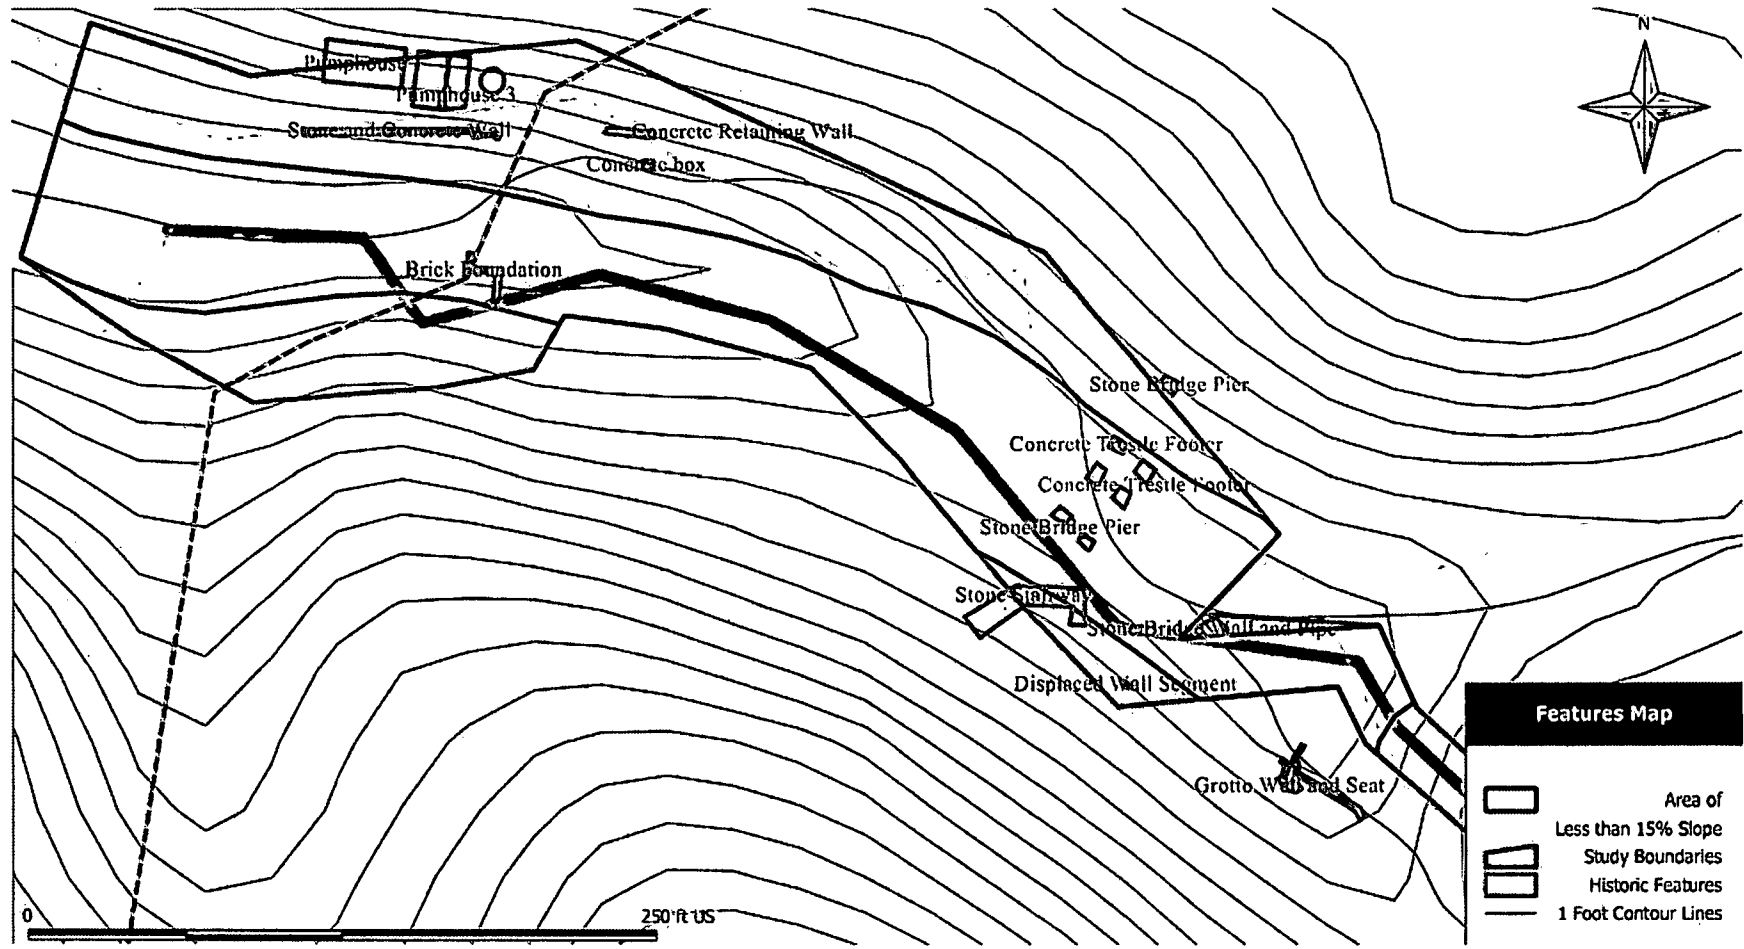 N
Pumphouse
Pumphouse 3
Stone and Concrete Wall
Concrete Retaining Wall
Concrete box
Brick Foundation
Stone Bridge Pier
Concrete Trestle Footer
Concrete Trestle Footer
Stone Bridge Pier
Stone Stairway
Stone Bridge Wall and Pipe
Displaced Wall Segment
Grotto Wall and Seat
Features Map
Area of
Less than 15% Slope
Study Boundaries
Historic Features
1 Foot Contour Lines
0
250 ft US